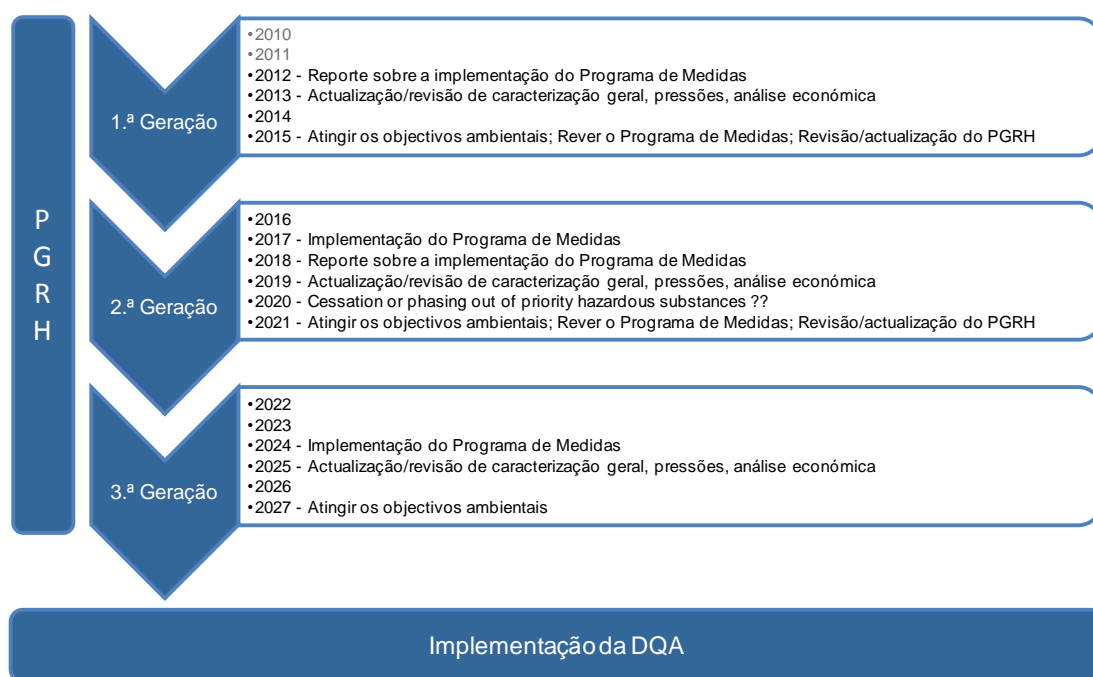 PGRH
1.ª Geração
•2010
•2011
•2012 - Reporte sobre a implementação do Programa de Medidas
•2013 - Actualização/revisão de caracterização geral, pressões, análise económica
•2014
•2015 - Atingir os objectivos ambientais; Rever o Programa de Medidas; Revisão/actualização do PGRH
2.ª Geração
•2016
•2017 - Implementação do Programa de Medidas
•2018 - Reporte sobre a implementação do Programa de Medidas
•2019 - Actualização/revisão de caracterização geral, pressões, análise económica
•2020 - Cessation or phasing out of priority hazardous substances ??
•2021 - Atingir os objectivos ambientais; Rever o Programa de Medidas; Revisão/actualização do PGRH
3.ª Geração
•2022
•2023
•2024 - Implementação do Programa de Medidas
•2025 - Actualização/revisão de caracterização geral, pressões, análise económica
•2026
•2027 - Atingir os objectivos ambientais
Implementação da DQA